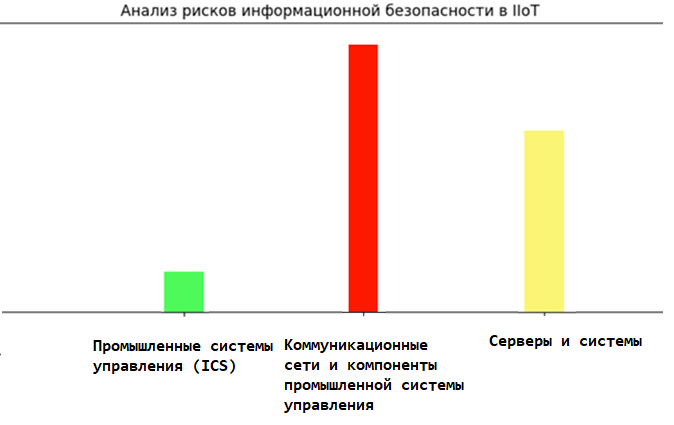 Анализ рисков информационной безопасности в IIoT
Промышленные системы
управления (ICS)
Коммуникационные
сети и компоненты
промышленной системы
управления
Серверы и системы